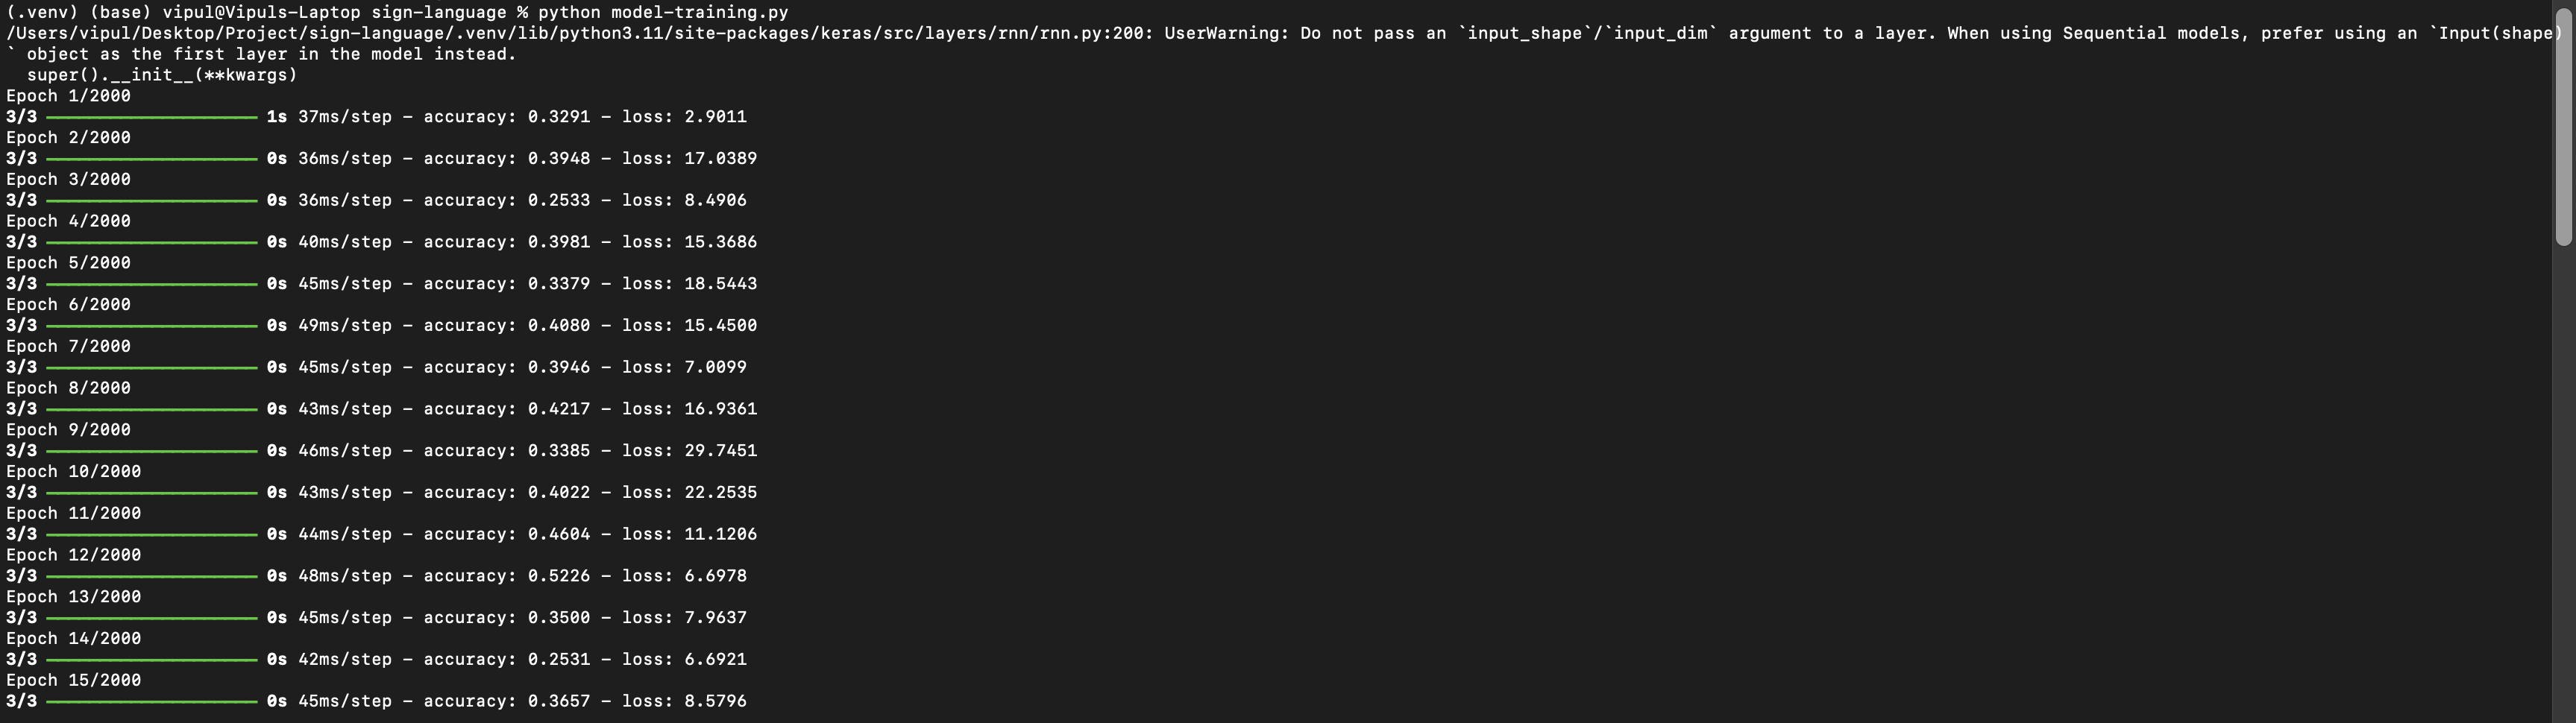 (.venv) (base) vipul@Vipuls-Laptop sign-language % python model-training.py
/Users/vipul/Desktop/Project/sign-language/.venv/lib/python3.11/site-packages/keras/src/layers/rnn/rnn.py:200: UserWarning: Do not pass an `input_shape`/`input_dim` argument to a layer. When using Sequential models, prefer using an `Input(shape)
` object as the first layer in the model instead.
  super().__init__(**kwargs)
Epoch 1/2000
3/3 ━━━━━━━━━━━━━━━━━━━━ 1s 37ms/step - accuracy: 0.3291 - loss: 2.9011
Epoch 2/2000
3/3 ━━━━━━━━━━━━━━━━━━━━ 0s 36ms/step - accuracy: 0.3948 - loss: 17.0389
Epoch 3/2000
3/3 ━━━━━━━━━━━━━━━━━━━━ 0s 36ms/step - accuracy: 0.2533 - loss: 8.4906
Epoch 4/2000
3/3 ━━━━━━━━━━━━━━━━━━━━ 0s 40ms/step - accuracy: 0.3981 - loss: 15.3686
Epoch 5/2000
3/3 ━━━━━━━━━━━━━━━━━━━━ 0s 45ms/step - accuracy: 0.3379 - loss: 18.5443
Epoch 6/2000
3/3 ━━━━━━━━━━━━━━━━━━━━ 0s 49ms/step - accuracy: 0.4080 - loss: 15.4500
Epoch 7/2000
3/3 ━━━━━━━━━━━━━━━━━━━━ 0s 45ms/step - accuracy: 0.3946 - loss: 7.0099
Epoch 8/2000
3/3 ━━━━━━━━━━━━━━━━━━━━ 0s 43ms/step - accuracy: 0.4217 - loss: 16.9361
Epoch 9/2000
3/3 ━━━━━━━━━━━━━━━━━━━━ 0s 46ms/step - accuracy: 0.3385 - loss: 29.7451
Epoch 10/2000
3/3 ━━━━━━━━━━━━━━━━━━━━ 0s 43ms/step - accuracy: 0.4022 - loss: 22.2535
Epoch 11/2000
3/3 ━━━━━━━━━━━━━━━━━━━━ 0s 44ms/step - accuracy: 0.4604 - loss: 11.1206
Epoch 12/2000
3/3 ━━━━━━━━━━━━━━━━━━━━ 0s 48ms/step - accuracy: 0.5226 - loss: 6.6978
Epoch 13/2000
3/3 ━━━━━━━━━━━━━━━━━━━━ 0s 45ms/step - accuracy: 0.3500 - loss: 7.9637
Epoch 14/2000
3/3 ━━━━━━━━━━━━━━━━━━━━ 0s 42ms/step - accuracy: 0.2531 - loss: 6.6921
Epoch 15/2000
3/3 ━━━━━━━━━━━━━━━━━━━━ 0s 45ms/step - accuracy: 0.3657 - loss: 8.5796